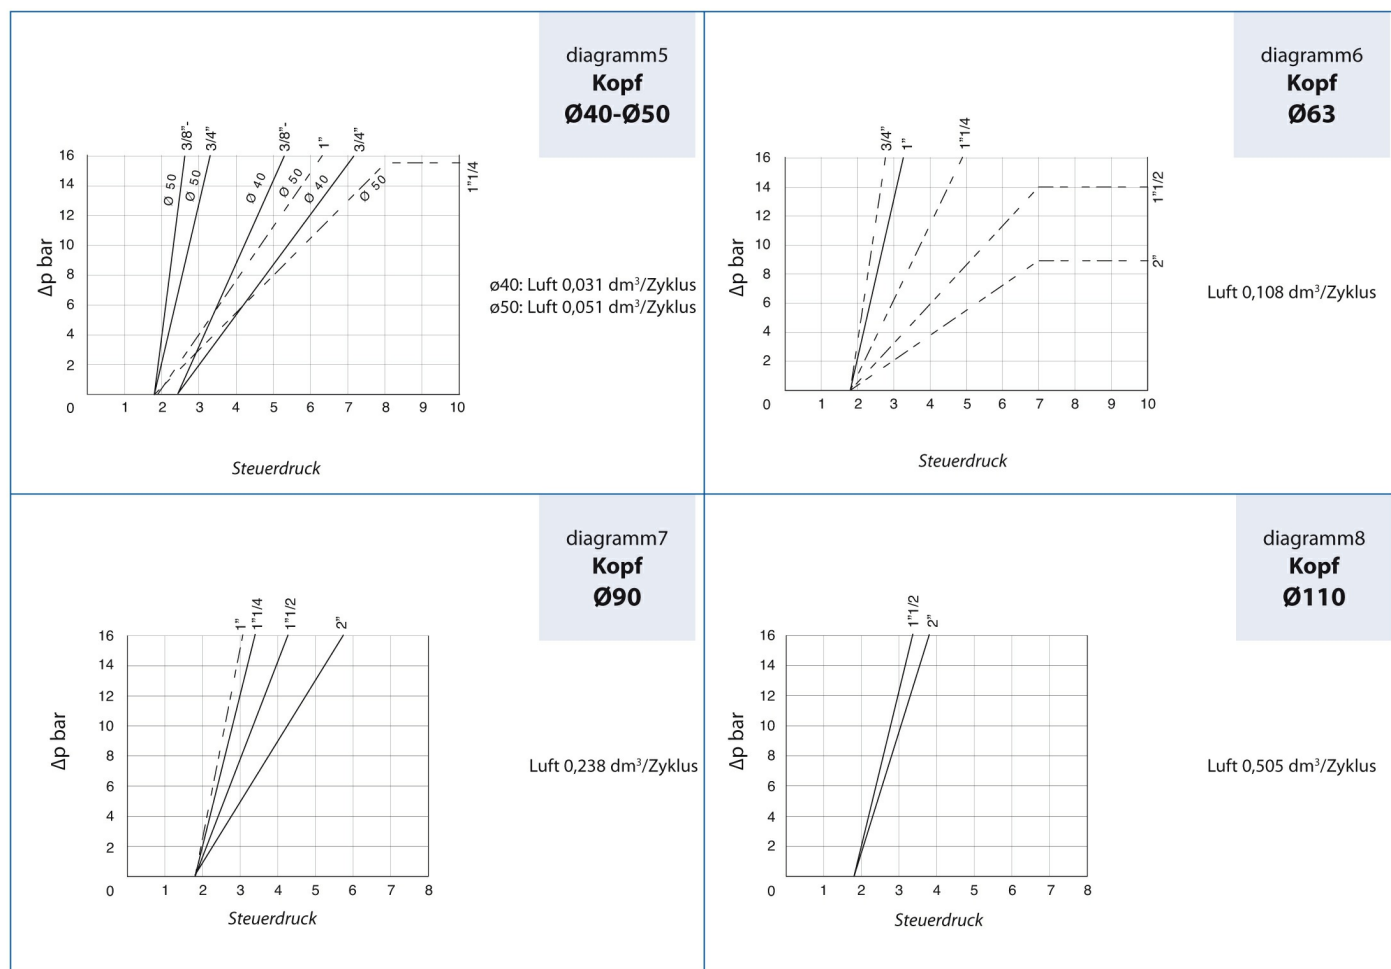 diagramm5
Kopf
Ø40-Ø50
3/8”- 3/4” 3/8”- 1” 3/4”
Ø 50 Ø 50 Ø 40 Ø 50 Ø 40 Ø 50
1”1/4
16
14
12
10
8
6
4
2
0 1 2 3 4 5 6 7 8 9 10
Δp bar
Steuerdruck
ø40: Luft 0,031 dm³/Zyklus
ø50: Luft 0,051 dm³/Zyklus
diagramm6
Kopf
Ø63
3/4” 1” 1”1/4
1”1/2
2”
16
14
12
10
8
6
4
2
0 1 2 3 4 5 6 7 8 9 10
Δp bar
Steuerdruck
Luft 0,108 dm³/Zyklus
diagramm7
Kopf
Ø90
1” 1”1/4 1”1/2 2”
16
14
12
10
8
6
4
2
0 1 2 3 4 5 6 7 8
Δp bar
Steuerdruck
Luft 0,238 dm³/Zyklus
diagramm8
Kopf
Ø110
1”1/2 2”
16
14
12
10
8
6
4
2
0 1 2 3 4 5 6 7 8
Δp bar
Steuerdruck
Luft 0,505 dm³/Zyklus